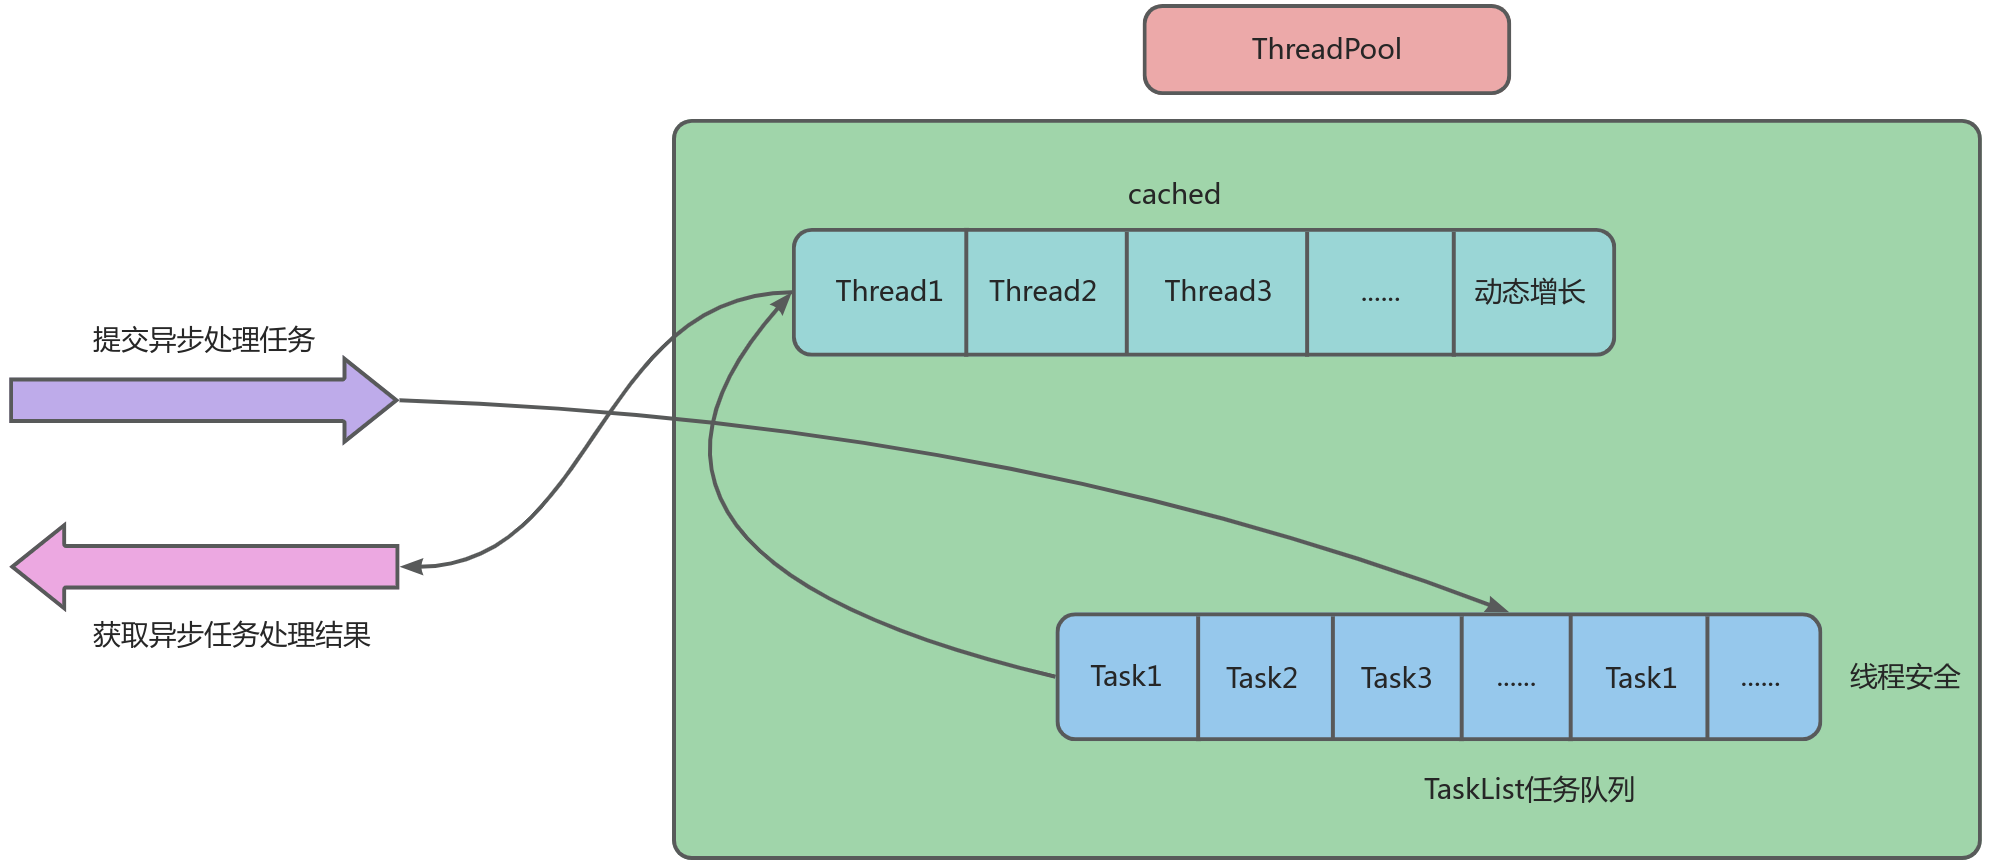 ThreadPool
cached
Thread1 Thread2 Thread3 ...... 动态增长
提交异步处理任务
获取异步任务处理结果
Task1 Task2 Task3 ...... Task1 ...... 线程安全
TaskList任务队列